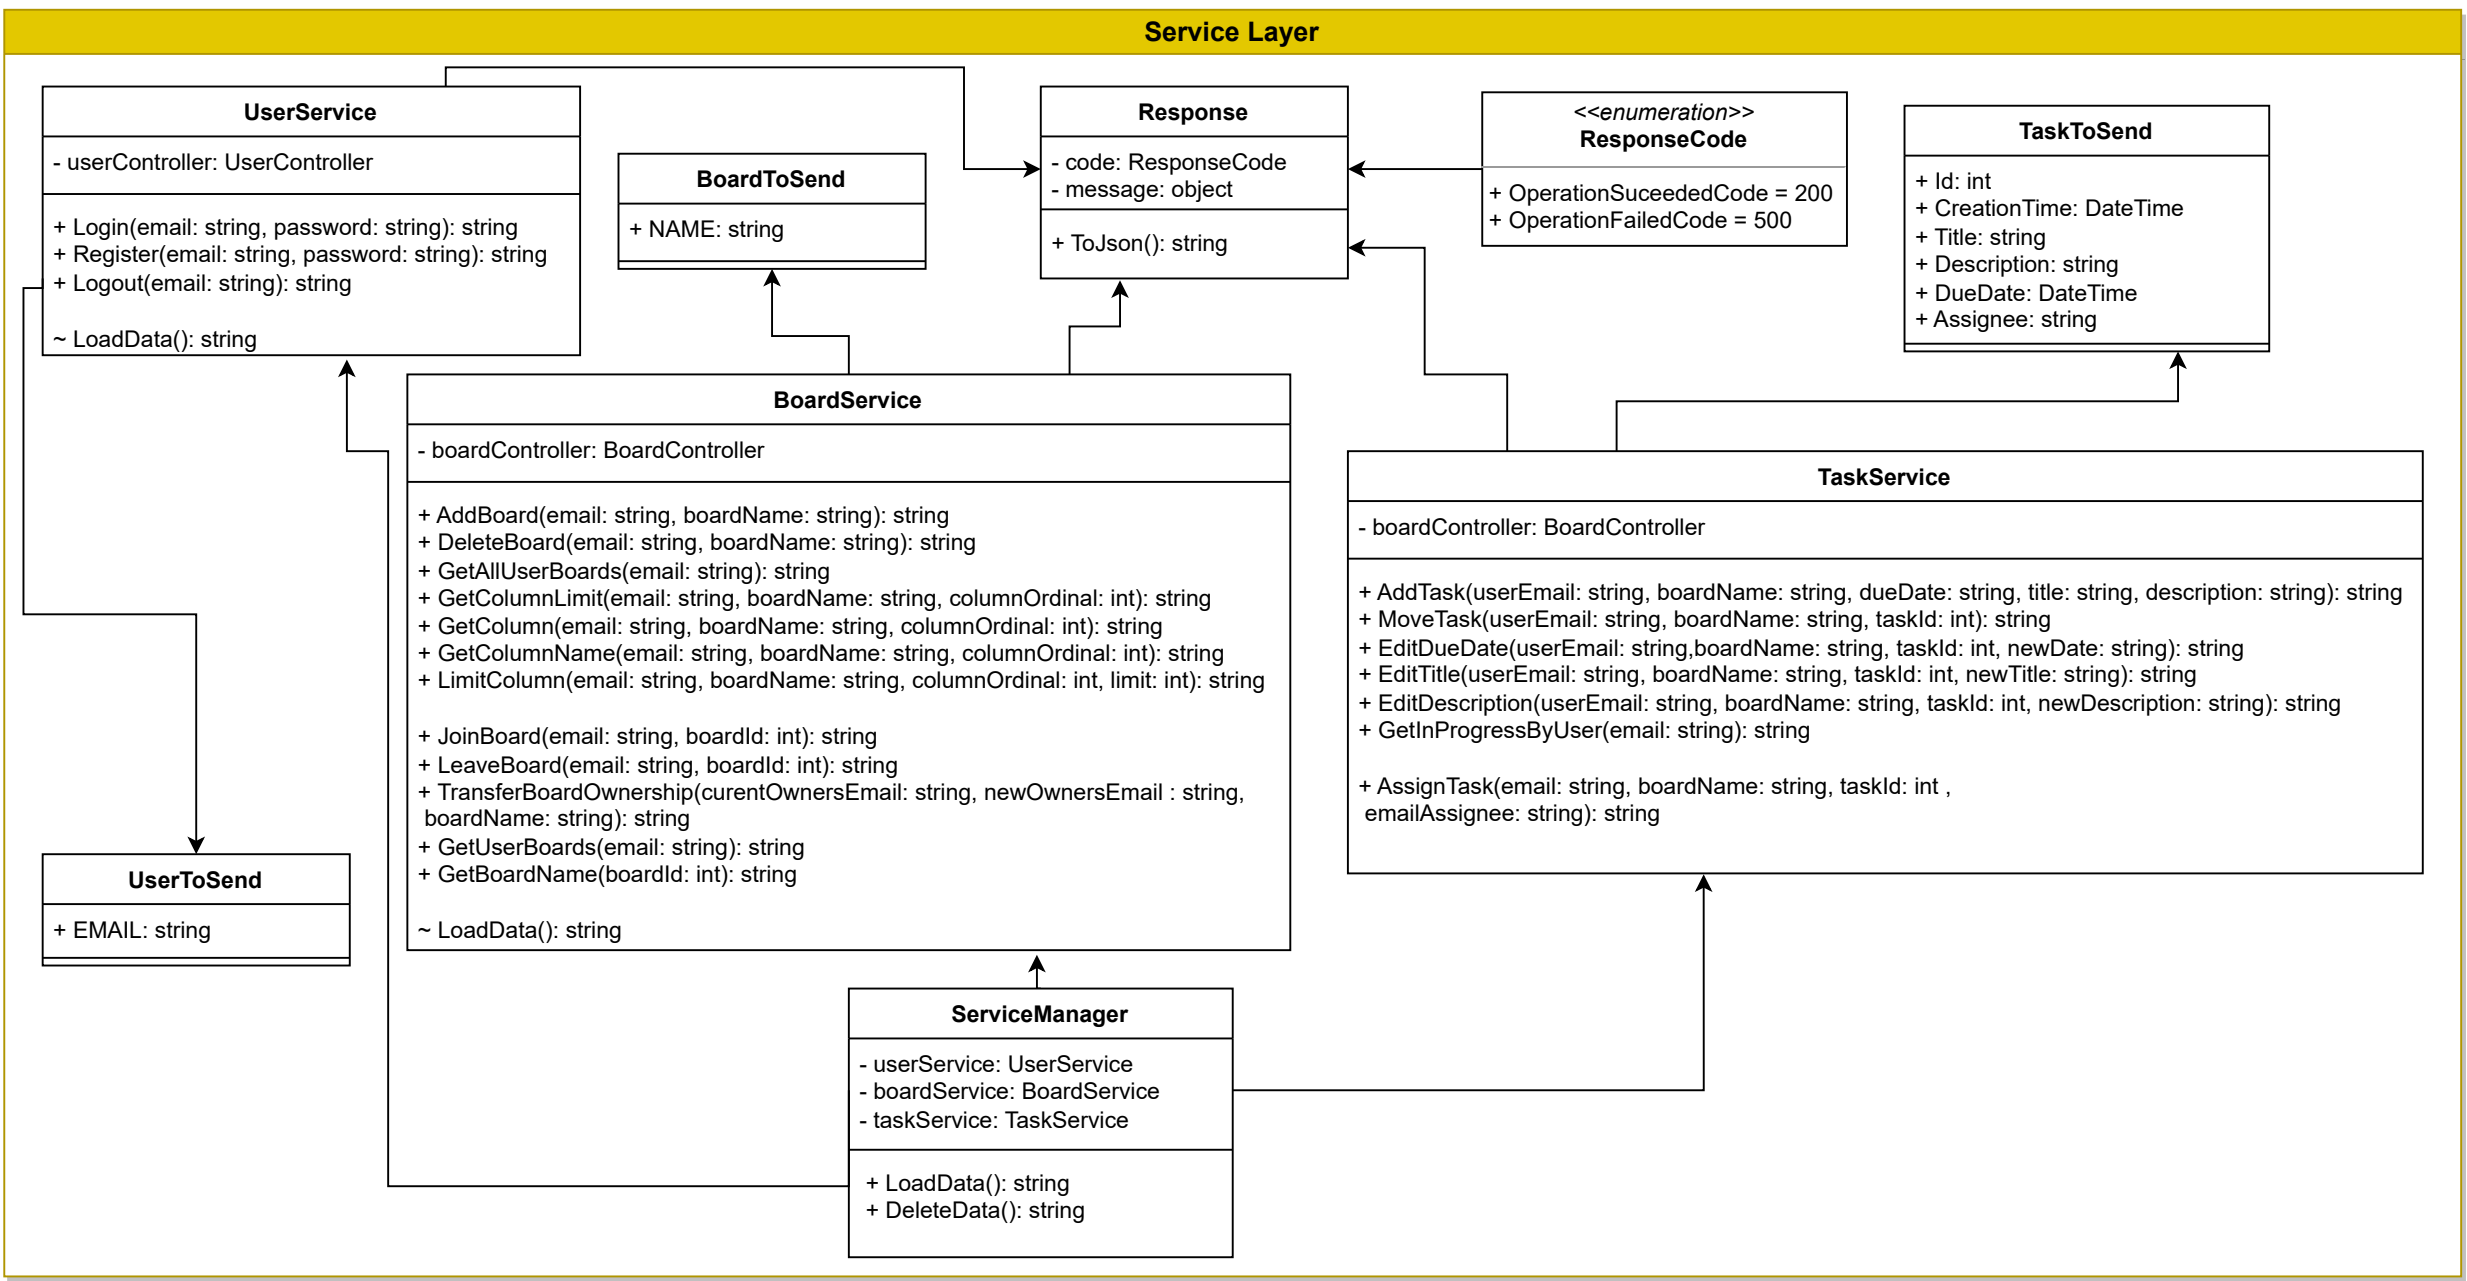 Service Layer
UserService
- userController: UserController
+ Login(email: string, password: string): string
+ Register(email: string, password: string): string
+ Logout(email: string): string
~ LoadData(): string
BoardToSend
+ NAME: string
Response
- code: ResponseCode
- message: object
+ ToJson(): string
<<enumeration>>
ResponseCode
+ OperationSuceededCode = 200
+ OperationFailedCode = 500
TaskToSend
+ Id: int
+ CreationTime: DateTime
+ Title: string
+ Description: string
+ DueDate: DateTime
+ Assignee: string
BoardService
- boardController: BoardController
+ AddBoard(email: string, boardName: string): string
+ DeleteBoard(email: string, boardName: string): string
+ GetAllUserBoards(email: string): string
+ GetColumnLimit(email: string, boardName: string, columnOrdinal: int): string
+ GetColumn(email: string, boardName: string, columnOrdinal: int): string
+ GetColumnName(email: string, boardName: string, columnOrdinal: int): string
+ LimitColumn(email: string, boardName: string, columnOrdinal: int, limit: int): string
+ JoinBoard(email: string, boardId: int): string
+ LeaveBoard(email: string, boardId: int): string
+ TransferBoardOwnership(curentOwnersEmail: string, newOwnersEmail : string,
boardName: string): string
+ GetUserBoards(email: string): string
+ GetBoardName(boardId: int): string
~ LoadData(): string
TaskService
- boardController: BoardController
+ AddTask(userEmail: string, boardName: string, dueDate: string, title: string, description: string): string
+ MoveTask(userEmail: string, boardName: string, taskId: int): string
+ EditDueDate(userEmail: string,boardName: string, taskId: int, newDate: string): string
+ EditTitle(userEmail: string, boardName: string, taskId: int, newTitle: string): string
+ EditDescription(userEmail: string, boardName: string, taskId: int, newDescription: string): string
+ GetInProgressByUser(email: string): string
+ AssignTask(email: string, boardName: string, taskId: int ,
emailAssignee: string): string
UserToSend
+ EMAIL: string
ServiceManager
- userService: UserService
- boardService: BoardService
- taskService: TaskService
+ LoadData(): string
+ DeleteData(): string